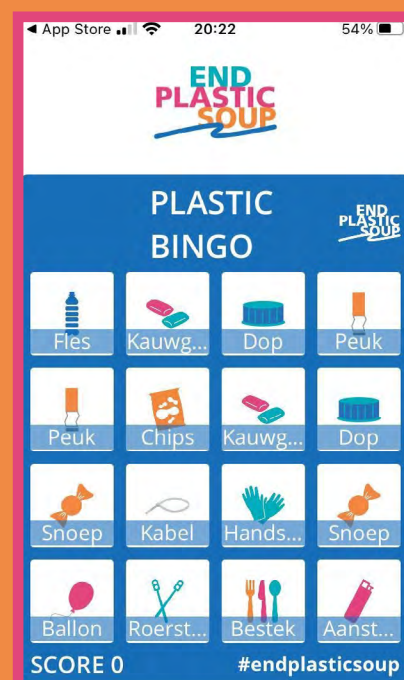 ◀ App Store 20:22 54%
END
PLASTIC
SOUP
PLASTIC
BINGO
END
PLASTIC
SOUP
Fles Kauwg... Dop Peuk
Peuk Chips Kauwg... Dop
Snoep Kabel Hands... Snoep
Ballon Roerst... Bestek Aanst...
SCORE 0 #endplasticsoup